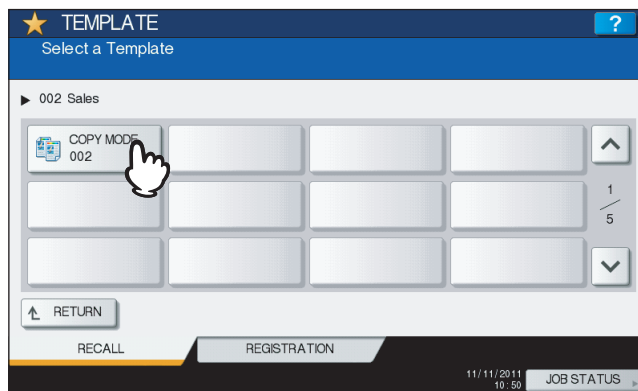 TEMPLATE
?
Select a Template
002 Sales
COPY MODE
002
1
5
RETURN
RECALL
REGISTRATION
11/11/2011
10:50
JOB STATUS